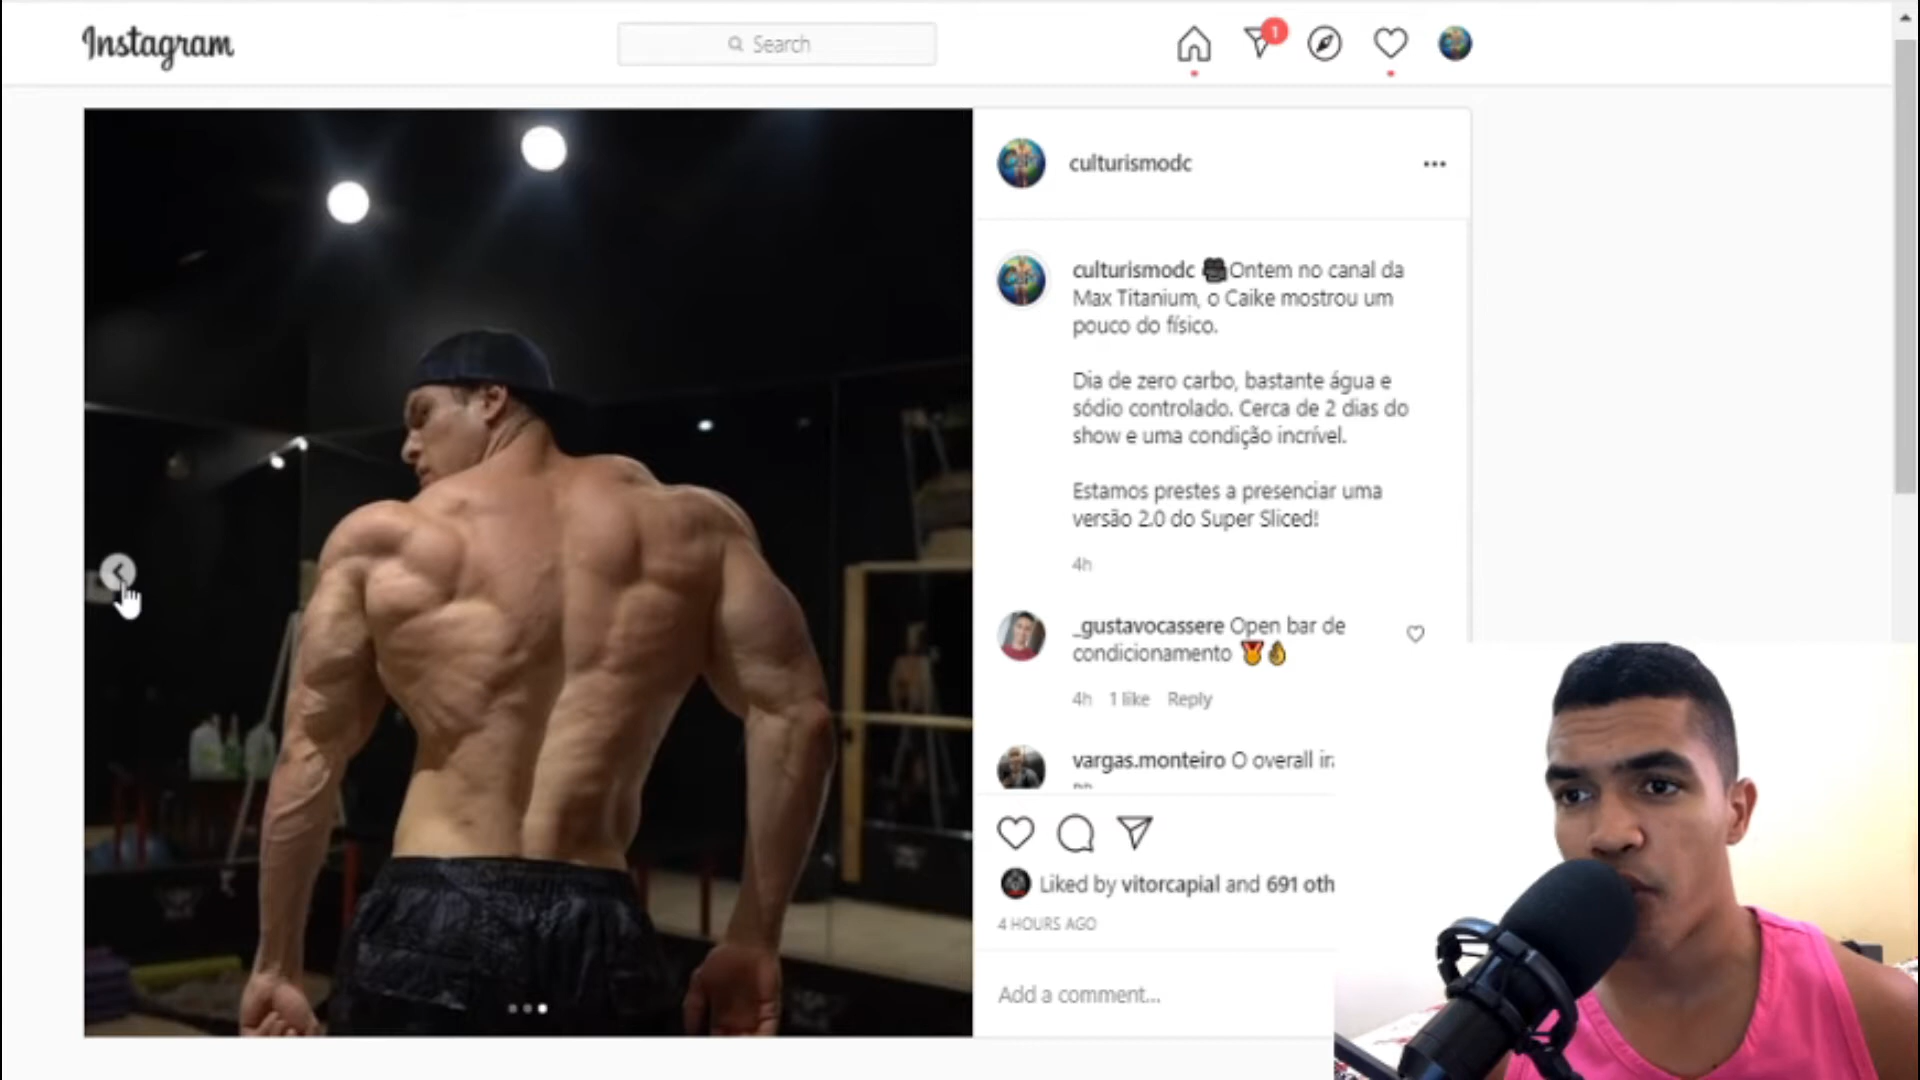 Instagram
Search
1
culturismodc
culturismodc Ontem no canal da
Max Titanium, o Caike mostrou um
pouco do físico.
Dia de zero carbo, bastante água e
sódio controlado. Cerca de 2 dias do
show e uma condição incrível.
Estamos prestes a presenciar uma
versão 2.0 do Super Sliced!
4h
_gustavocassere Open bar de
condicionamento 🏅👌
4h 1 like Reply
vargas.monteiro O overall
Liked by vitorcapial and 691 oth
4 HOURS AGO
Add a comment...